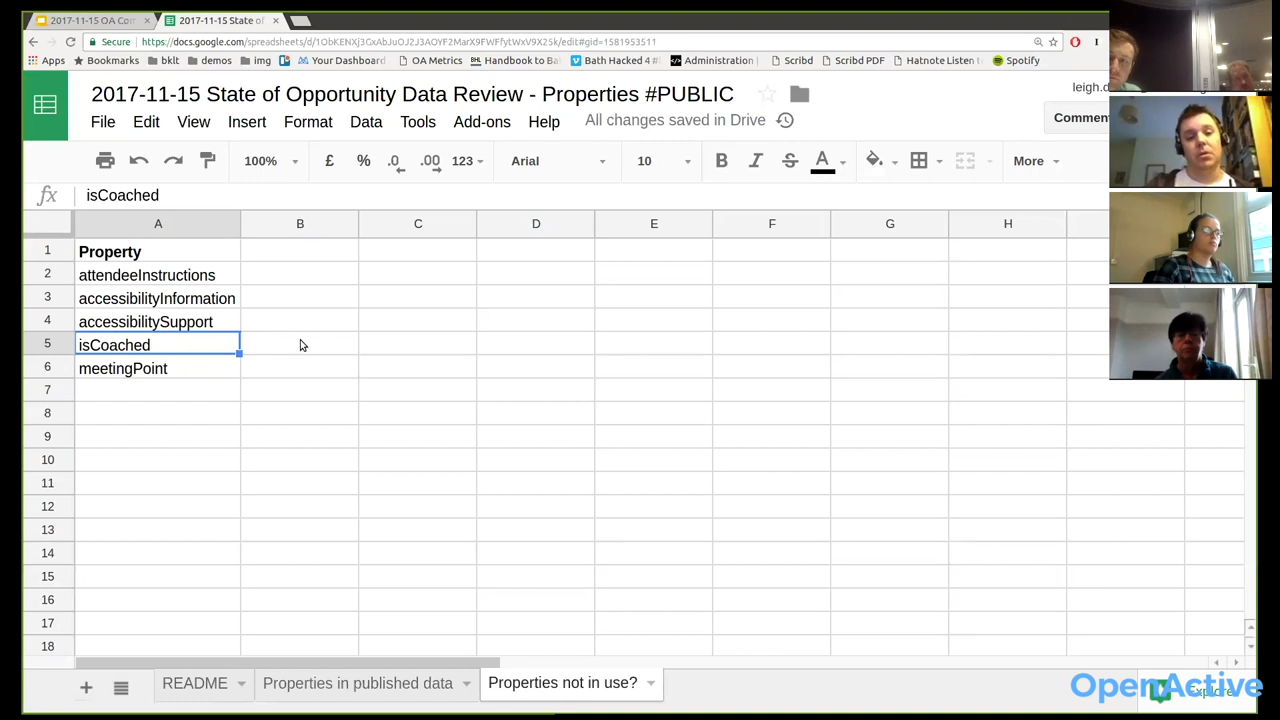 2017-11-15 OA Com
2017-11-15 State of
Secure
https://docs.google.com/spreadsheets/d/1ObKENXj3GxAbJuOJ2J3AOYF2MarX9FWFfytWxV9X25k/edit#gid=1581953511
Apps Bookmarks bklt demos img Your Dashboard OA Metrics Handbook to Ba Bath Hacked 4 # Administration Scribd Scribd PDF Hatnote Listen to Spotify
2017-11-15 State of Opportunity Data Review - Properties #PUBLIC
leigh.
File Edit View Insert Format Data Tools Add-ons Help All changes saved in Drive
Commen
100% £ % .0 .00 123 Arial 10 B I S A More
fx isCoached
A B C D E F G H
1 Property
2 attendeeInstructions
3 accessibilityInformation
4 accessibilitySupport
5 isCoached
6 meetingPoint
7
8
9
10
11
12
13
14
15
16
17
18
README Properties in published data Properties not in use?
OpenActive